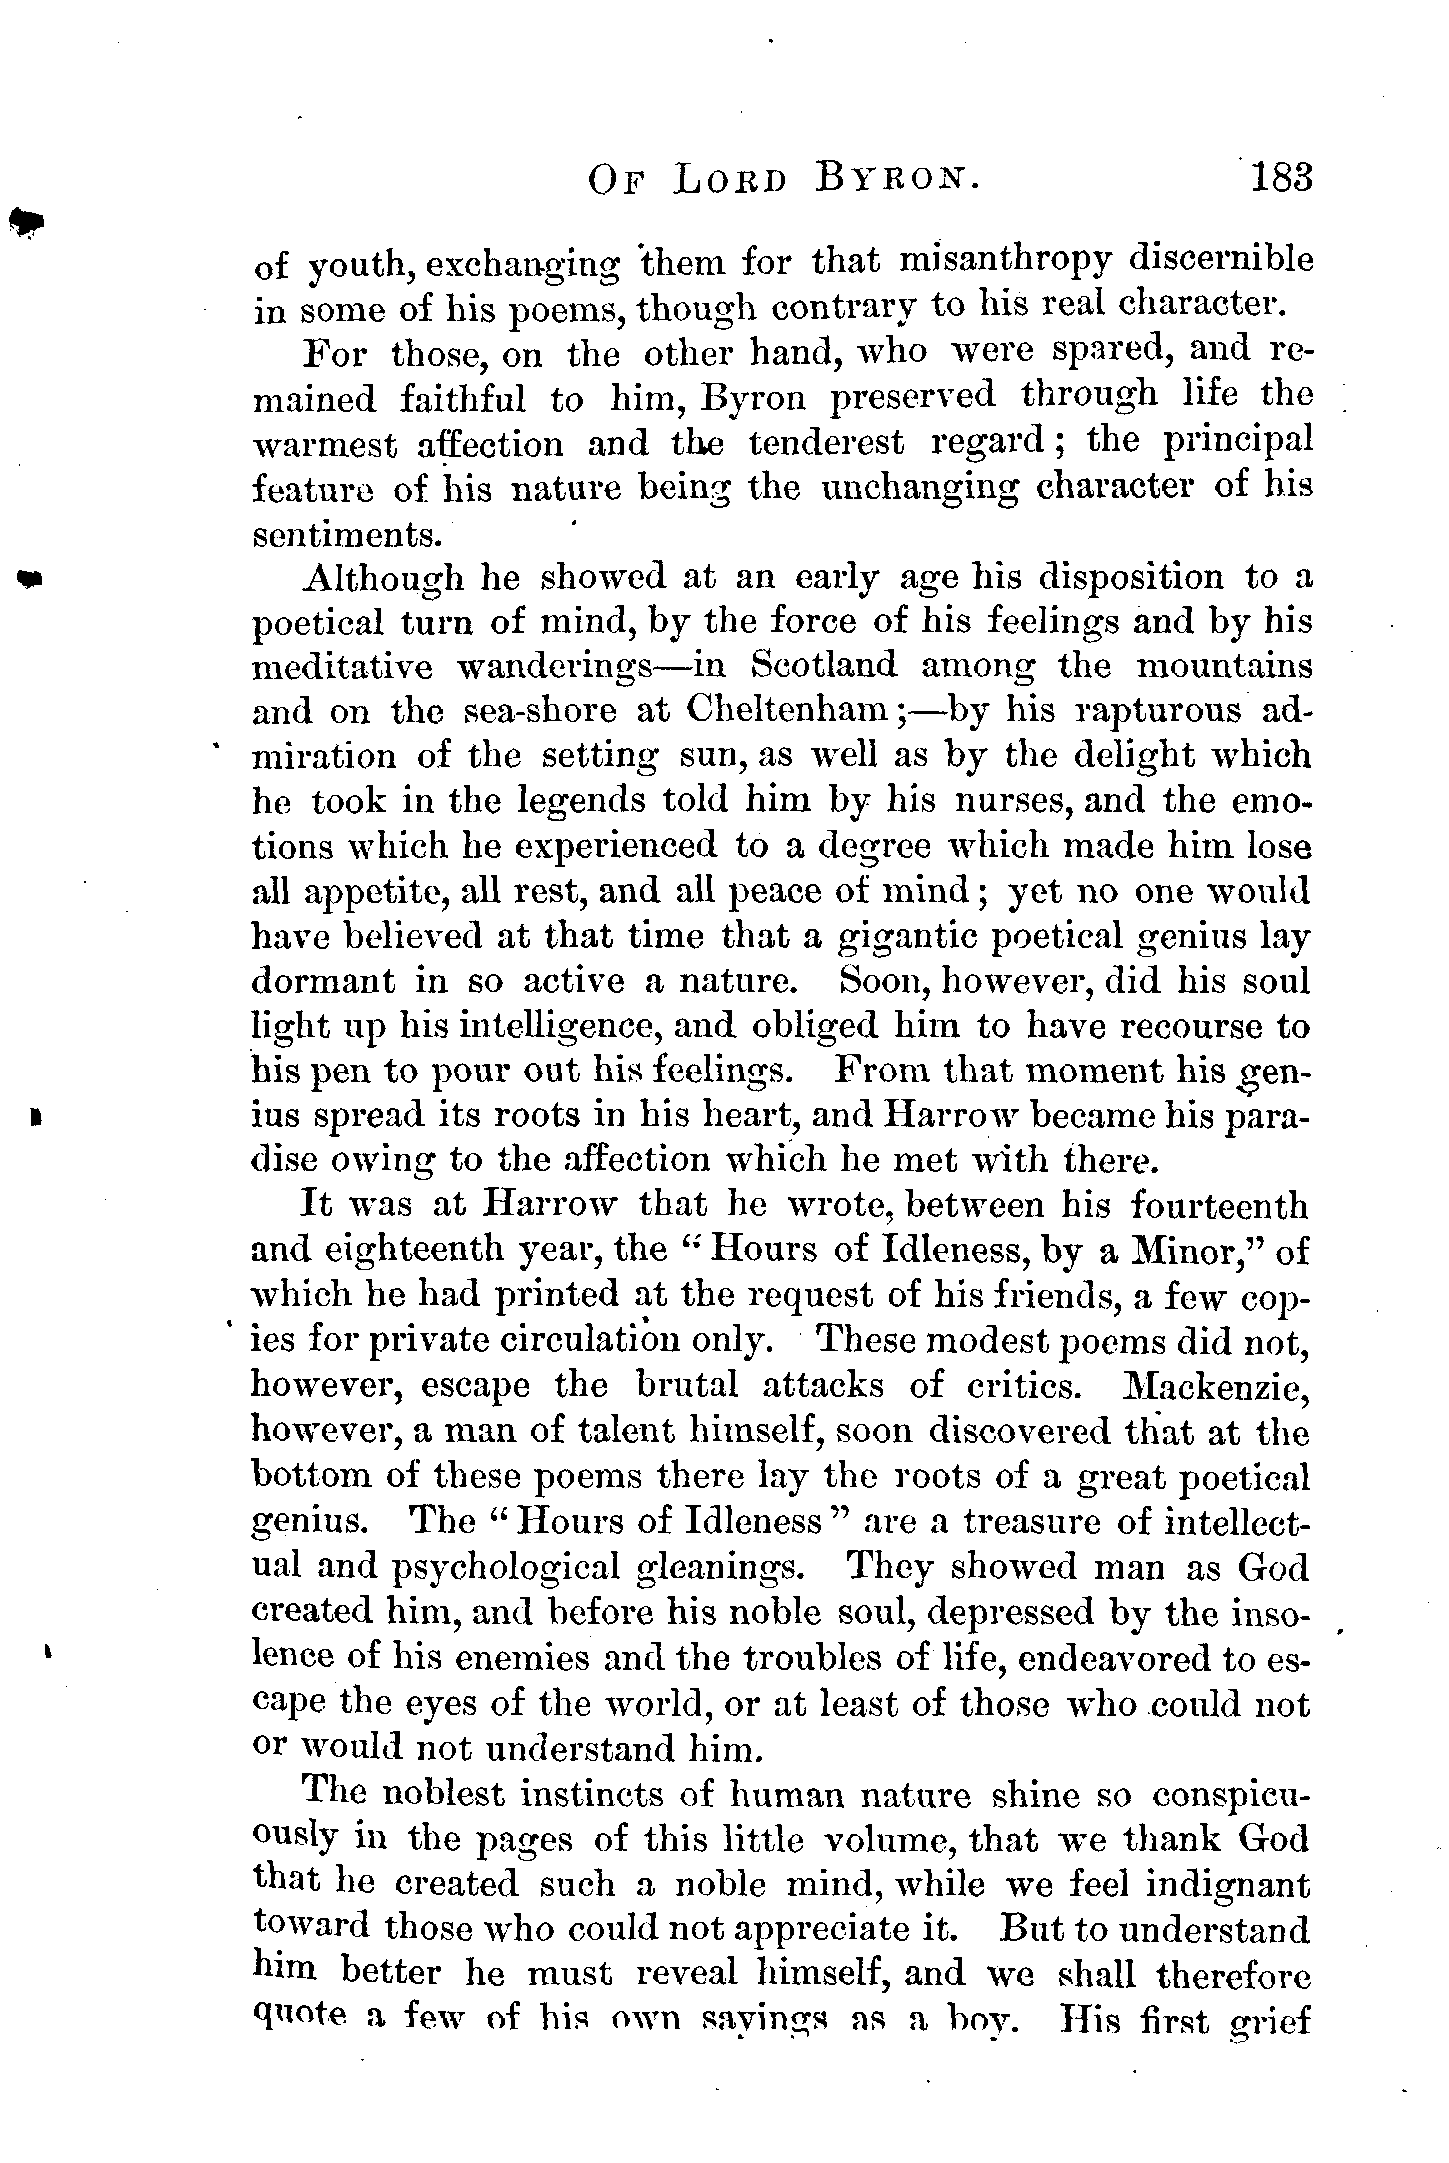 OF LORD BYRON. 183
of youth, exchanging them for that misanthropy discernible
in some of his poems, though contrary to his real character.
For those, on the other hand, who were spared, and re-
mained faithful to him, Byron preserved through life the
warmest affection and the tenderest regard; the principal
feature of his nature being the unchanging character of his
sentiments.
Although he showed at an early age his disposition to a
poetical turn of mind, by the force of his feelings and by his
meditative wanderings—in Scotland among the mountains
and on the sea-shore at Cheltenham;—by his rapturous ad-
miration of the setting sun, as well as by the delight which
he took in the legends told him by his nurses, and the emo-
tions which he experienced to a degree which made him lose
all appetite, all rest, and all peace of mind; yet no one would
have believed at that time that a gigantic poetical genius lay
dormant in so active a nature. Soon, however, did his soul
light up his intelligence, and obliged him to have recourse to
his pen to pour out his feelings. From that moment his gen-
ius spread its roots in his heart, and Harrow became his para-
dise owing to the affection which he met with there.
It was at Harrow that he wrote, between his fourteenth
and eighteenth year, the "Hours of Idleness, by a Minor," of
which he had printed at the request of his friends, a few cop-
ies for private circulation only. These modest poems did not,
however, escape the brutal attacks of critics. Mackenzie,
however, a man of talent himself, soon discovered that at the
bottom of these poems there lay the roots of a great poetical
genius. The "Hours of Idleness" are a treasure of intellect-
ual and psychological gleanings. They showed man as God
created him, and before his noble soul, depressed by the inso-
lence of his enemies and the troubles of life, endeavored to es-
cape the eyes of the world, or at least of those who could not
or would not understand him.
The noblest instincts of human nature shine so conspicu-
ously in the pages of this little volume, that we thank God
that he created such a noble mind, while we feel indignant
toward those who could not appreciate it. But to understand
him better he must reveal himself, and we shall therefore
quote a few of his own sayings as a boy. His first grief